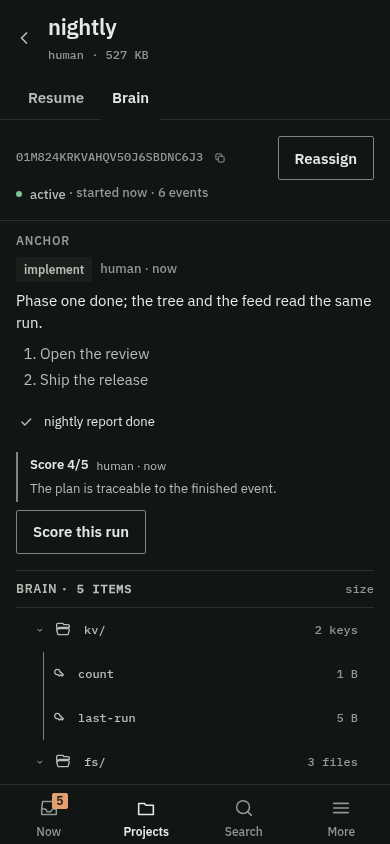 nightly
human · 527 KB
Resume Brain
01M824KRKVAHQV50J6SBDNC6J3
Reassign
active · started now · 6 events
ANCHOR
implement human · now
Phase one done; the tree and the feed read the same
run.
1. Open the review
2. Ship the release
nightly report done
Score 4/5 human · now
The plan is traceable to the finished event.
Score this run
BRAIN · 5 ITEMS size
kv/ 2 keys
count 1 B
last-run 5 B
fs/ 3 files
5
Now Projects Search More